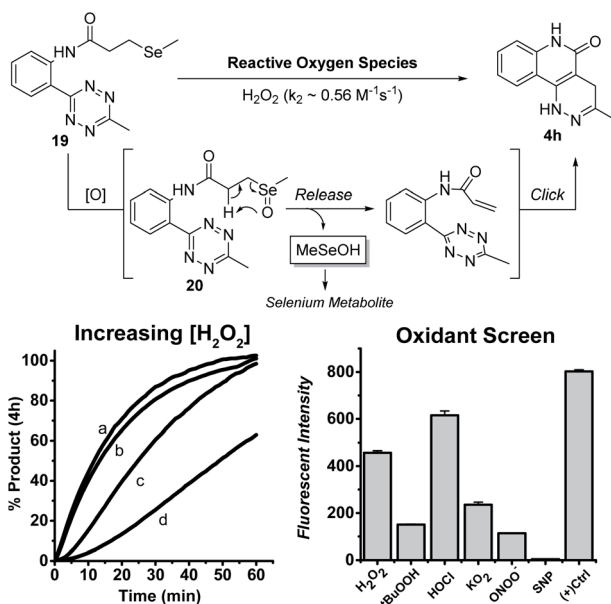 O
HN
Se
Reactive Oxygen Species
H₂O₂ (k₂ ~ 0.56 M⁻¹s⁻¹)
N N
N N
19
H
N O
HN N
4h
[O]
O
HN
Se
H O
N N
N N
20
Release
MeSeOH
Selenium Metabolite
O
HN
N N
N N
Click
Increasing [H₂O₂]
% Product (4h)
100
80
60
40
20
0
a
b
c
d
0 10 20 30 40 50 60
Time (min)
Oxidant Screen
Fluorescent Intensity
800
600
400
200
0
H₂O₂
tBuOOH
HOCl
KO₂
ONOO⁻
SNP
(+)Ctrl